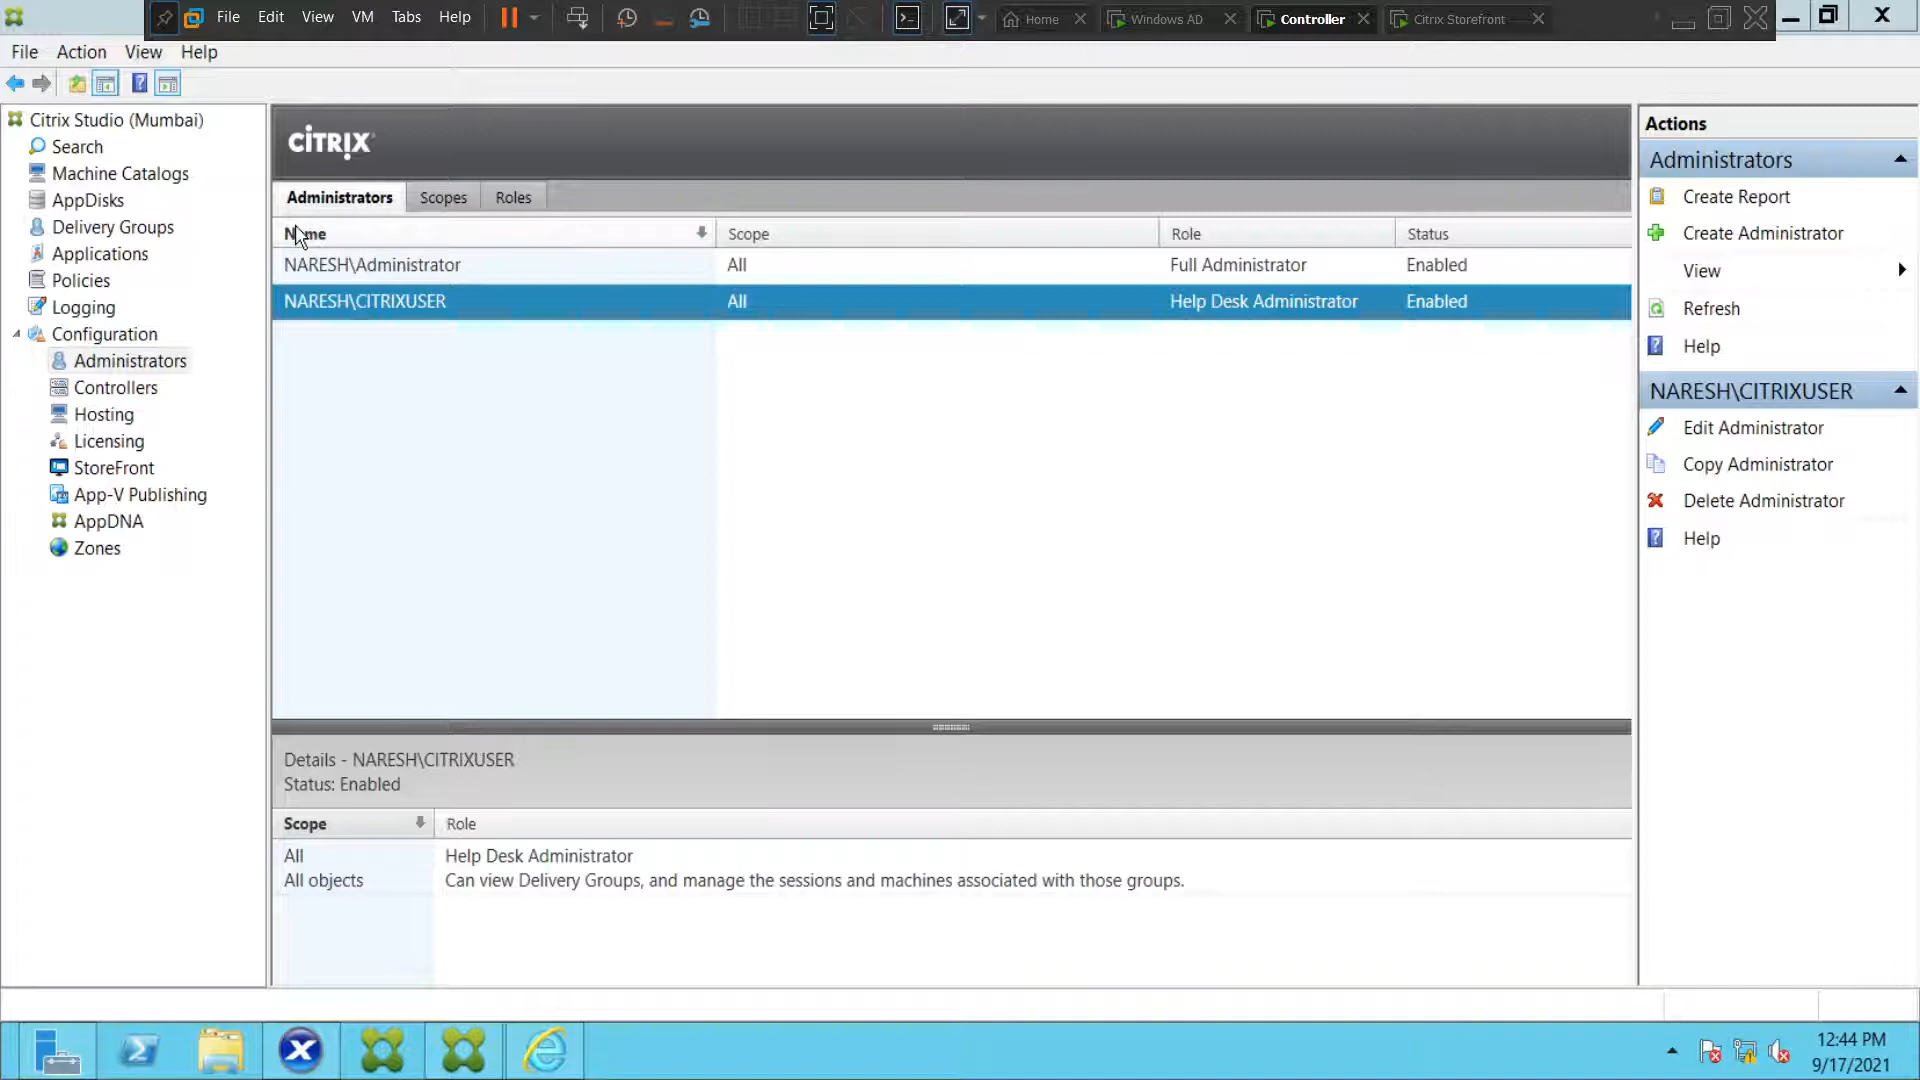 File Edit View VM Tabs Help
Home
Windows AD
Controller
Citrix Storefront
File Action View Help
Citrix Studio (Mumbai)
Search
Machine Catalogs
AppDisks
Delivery Groups
Applications
Policies
Logging
Configuration
Administrators
Controllers
Hosting
Licensing
StoreFront
App-V Publishing
AppDNA
Zones
CITRIX
Administrators Scopes Roles
Name Scope Role Status
NARESH\Administrator All Full Administrator Enabled
NARESH\CITRIXUSER All Help Desk Administrator Enabled
Details - NARESH\CITRIXUSER
Status: Enabled
Scope Role
All Help Desk Administrator
All objects Can view Delivery Groups, and manage the sessions and machines associated with those groups.
Actions
Administrators
Create Report
Create Administrator
View
Refresh
Help
NARESH\CITRIXUSER
Edit Administrator
Copy Administrator
Delete Administrator
Help
12:44 PM
9/17/2021